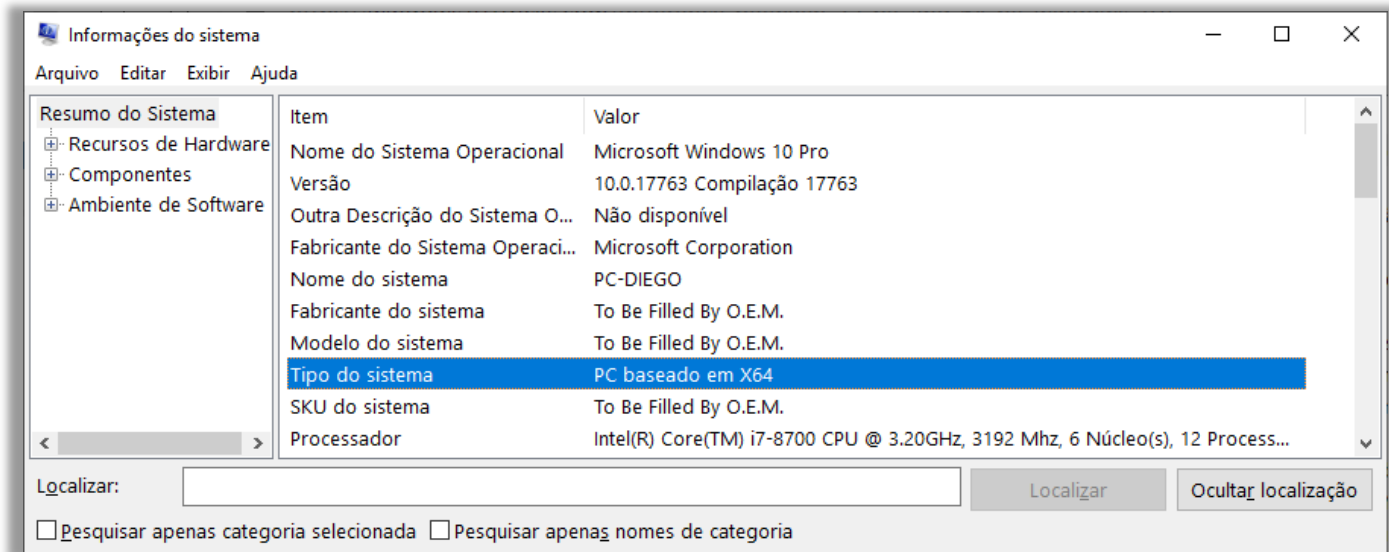 Informações do sistema
Arquivo Editar Exibir Ajuda
Resumo do Sistema
Recursos de Hardware
Componentes
Ambiente de Software
Item Valor
Nome do Sistema Operacional Microsoft Windows 10 Pro
Versão 10.0.17763 Compilação 17763
Outra Descrição do Sistema O... Não disponível
Fabricante do Sistema Operaci... Microsoft Corporation
Nome do sistema PC-DIEGO
Fabricante do sistema To Be Filled By O.E.M.
Modelo do sistema To Be Filled By O.E.M.
Tipo do sistema PC baseado em X64
SKU do sistema To Be Filled By O.E.M.
Processador Intel(R) Core(TM) i7-8700 CPU @ 3.20GHz, 3192 Mhz, 6 Núcleo(s), 12 Process...
Localizar: Localizar Ocultar localização
Pesquisar apenas categoria selecionada Pesquisar apenas nomes de categoria